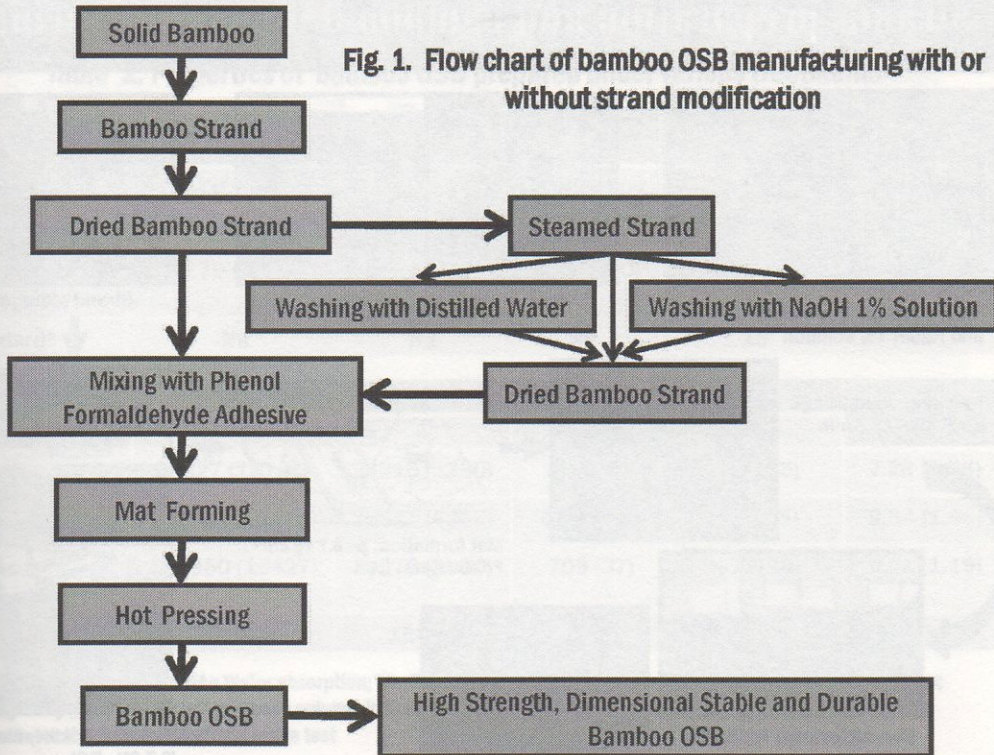 Solid Bamboo
Fig. 1. Flow chart of bamboo OSB manufacturing with or
without strand modification
Bamboo Strand
Dried Bamboo Strand
Steamed Strand
Washing with Distilled Water
Washing with NaOH 1% Solution
Mixing with Phenol
Formaldehyde Adhesive
Dried Bamboo Strand
Mat Forming
Hot Pressing
Bamboo OSB
High Strength, Dimensional Stable and Durable
Bamboo OSB